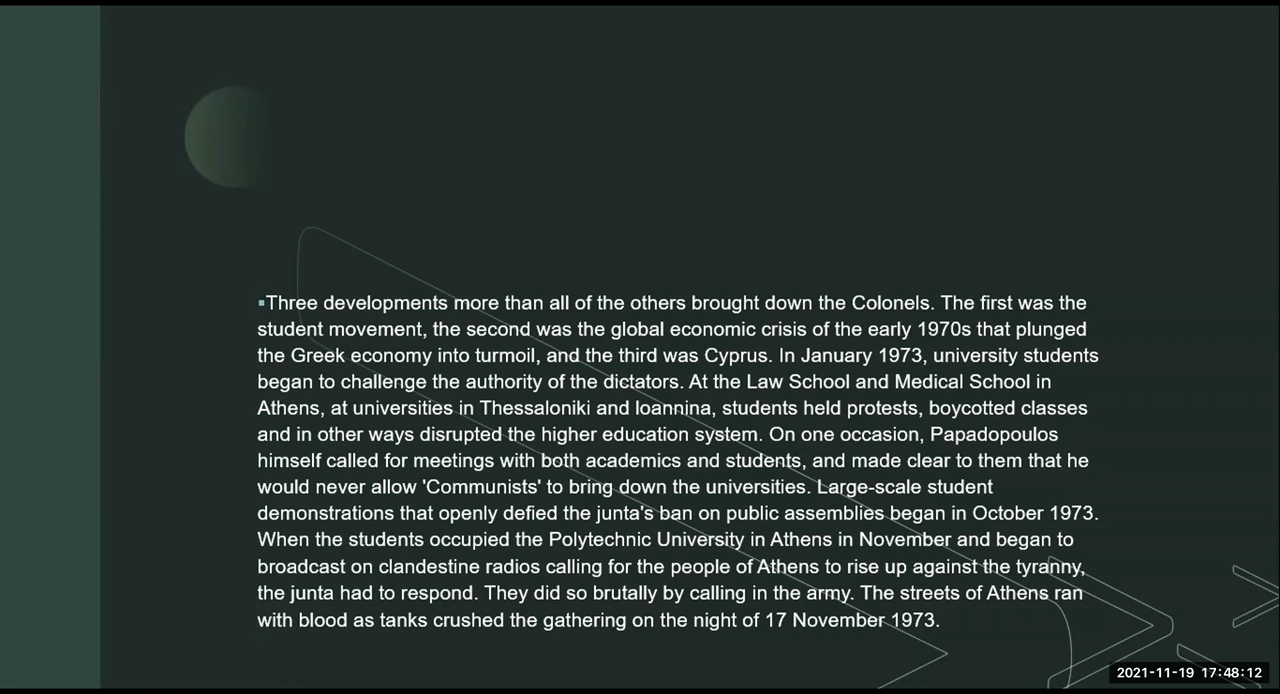 ▪Three developments more than all of the others brought down the Colonels. The first was the
student movement, the second was the global economic crisis of the early 1970s that plunged
the Greek economy into turmoil, and the third was Cyprus. In January 1973, university students
began to challenge the authority of the dictators. At the Law School and Medical School in
Athens, at universities in Thessaloniki and Ioannina, students held protests, boycotted classes
and in other ways disrupted the higher education system. On one occasion, Papadopoulos
himself called for meetings with both academics and students, and made clear to them that he
would never allow 'Communists' to bring down the universities. Large-scale student
demonstrations that openly defied the junta's ban on public assemblies began in October 1973.
When the students occupied the Polytechnic University in Athens in November and began to
broadcast on clandestine radios calling for the people of Athens to rise up against the tyranny,
the junta had to respond. They did so brutally by calling in the army. The streets of Athens ran
with blood as tanks crushed the gathering on the night of 17 November 1973.
2021-11-19 17:48:12